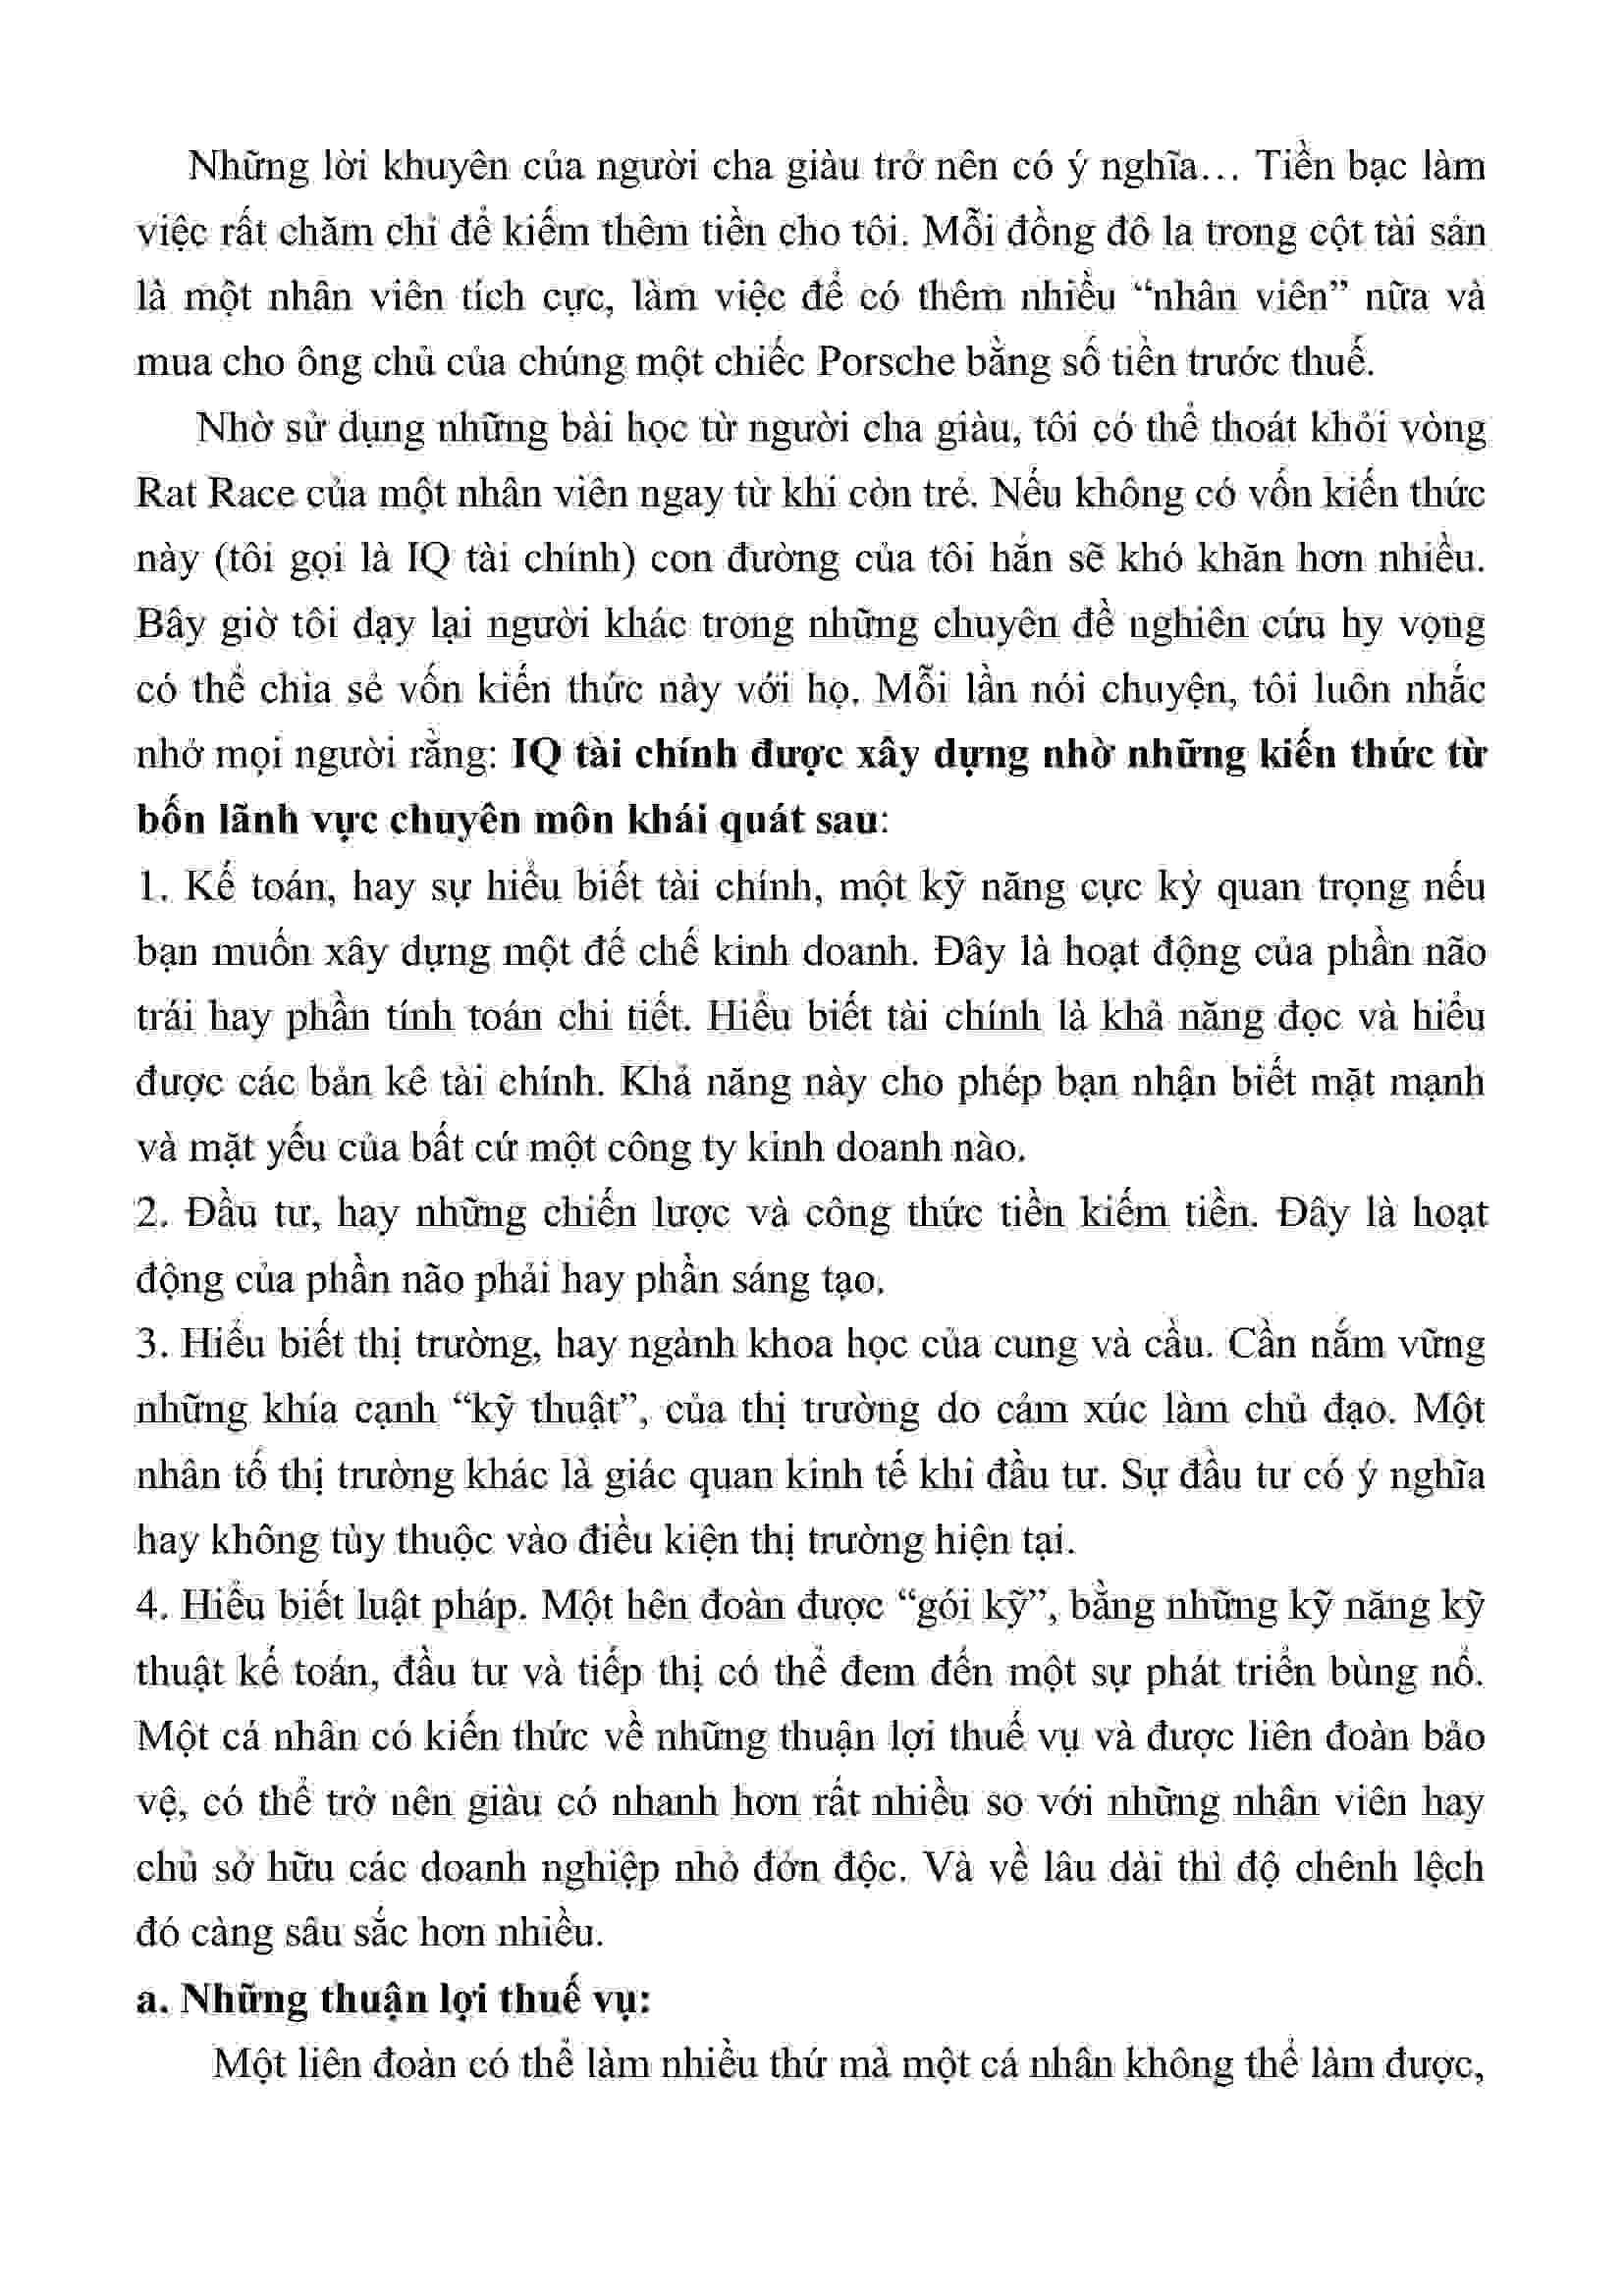 Những lời khuyên của người cha giàu trở nên có ý nghĩa… Tiền bạc làm
việc rất chăm chỉ để kiếm thêm tiền cho tôi. Mỗi đồng đô la trong cột tài sản
là một nhân viên tích cực, làm việc để có thêm nhiều “nhân viên” nữa và
mua cho ông chủ của chúng một chiếc Porsche bằng số tiền trước thuế.
Nhờ sử dụng những bài học từ người cha giàu, tôi có thể thoát khỏi vòng
Rat Race của một nhân viên ngay từ khi còn trẻ. Nếu không có vốn kiến thức
này (tôi gọi là IQ tài chính) con đường của tôi hẳn sẽ khó khăn hơn nhiều.
Bây giờ tôi dạy lại người khác trong những chuyên đề nghiên cứu hy vọng
có thể chia sẻ vốn kiến thức này với họ. Mỗi lần nói chuyện, tôi luôn nhắc
nhở mọi người rằng: IQ tài chính được xây dựng nhờ những kiến thức từ
bốn lãnh vực chuyên môn khái quát sau:
1. Kế toán, hay sự hiểu biết tài chính, một kỹ năng cực kỳ quan trọng nếu
bạn muốn xây dựng một đế chế kinh doanh. Đây là hoạt động của phần não
trái hay phần tính toán chi tiết. Hiểu biết tài chính là khả năng đọc và hiểu
được các bản kê tài chính. Khả năng này cho phép bạn nhận biết mặt mạnh
và mặt yếu của bất cứ một công ty kinh doanh nào.
2. Đầu tư, hay những chiến lược và công thức tiền kiếm tiền. Đây là hoạt
động của phần não phải hay phần sáng tạo.
3. Hiểu biết thị trường, hay ngành khoa học của cung và cầu. Cần nắm vững
những khía cạnh “kỹ thuật”, của thị trường do cảm xúc làm chủ đạo. Một
nhân tố thị trường khác là giác quan kinh tế khi đầu tư. Sự đầu tư có ý nghĩa
hay không tùy thuộc vào điều kiện thị trường hiện tại.
4. Hiểu biết luật pháp. Một hên đoàn được “gói kỹ”, bằng những kỹ năng kỹ
thuật kế toán, đầu tư và tiếp thị có thể đem đến một sự phát triển bùng nổ.
Một cá nhân có kiến thức về những thuận lợi thuế vụ và được liên đoàn bảo
vệ, có thể trở nên giàu có nhanh hơn rất nhiều so với những nhân viên hay
chủ sở hữu các doanh nghiệp nhỏ đơn độc. Và về lâu dài thì độ chênh lệch
đó càng sâu sắc hơn nhiều.
a. Những thuận lợi thuế vụ:
Một liên đoàn có thể làm nhiều thứ mà một cá nhân không thể làm được,